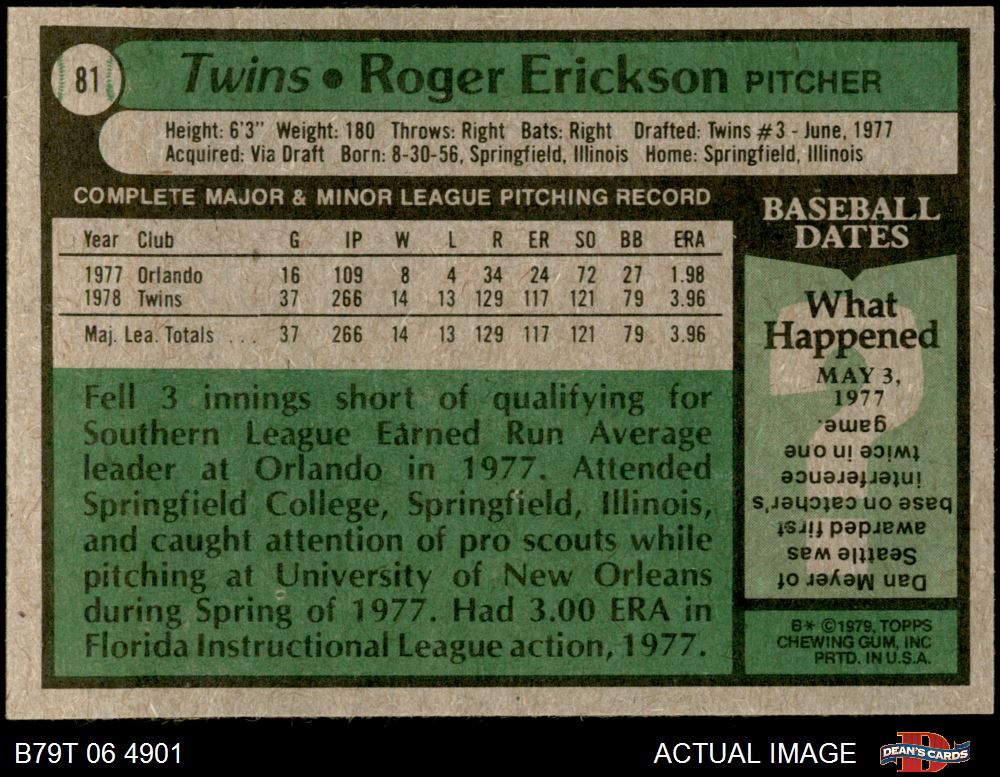 81 Twins • Roger Erickson PITCHER
Height: 6'3" Weight: 180 Throws: Right Bats: Right Drafted: Twins #3 - June, 1977
Acquired: Via Draft Born: 8-30-56, Springfield, Illinois Home: Springfield, Illinois
COMPLETE MAJOR & MINOR LEAGUE PITCHING RECORD
Year Club G IP W L R ER SO BB ERA
1977 Orlando 16 109 8 4 34 24 72 27 1.98
1978 Twins 37 266 14 13 129 117 121 79 3.96
Maj. Lea. Totals ... 37 266 14 13 129 117 121 79 3.96
Fell 3 innings short of qualifying for
Southern League Earned Run Average
leader at Orlando in 1977. Attended
Springfield College, Springfield, Illinois,
and caught attention of pro scouts while
pitching at University of New Orleans
during Spring of 1977. Had 3.00 ERA in
Florida Instructional League action, 1977.
BASEBALL
DATES
What
Happened
MAY 3,
1977
Dan Meyer of
Seattle was
awarded first
base on catcher's
interference
twice in one
game.
B* ©1979, TOPPS
CHEWING GUM, INC
PRTD. IN U.S.A.
B79T 06 4901
ACTUAL IMAGE
D
DEAN'S CARDS